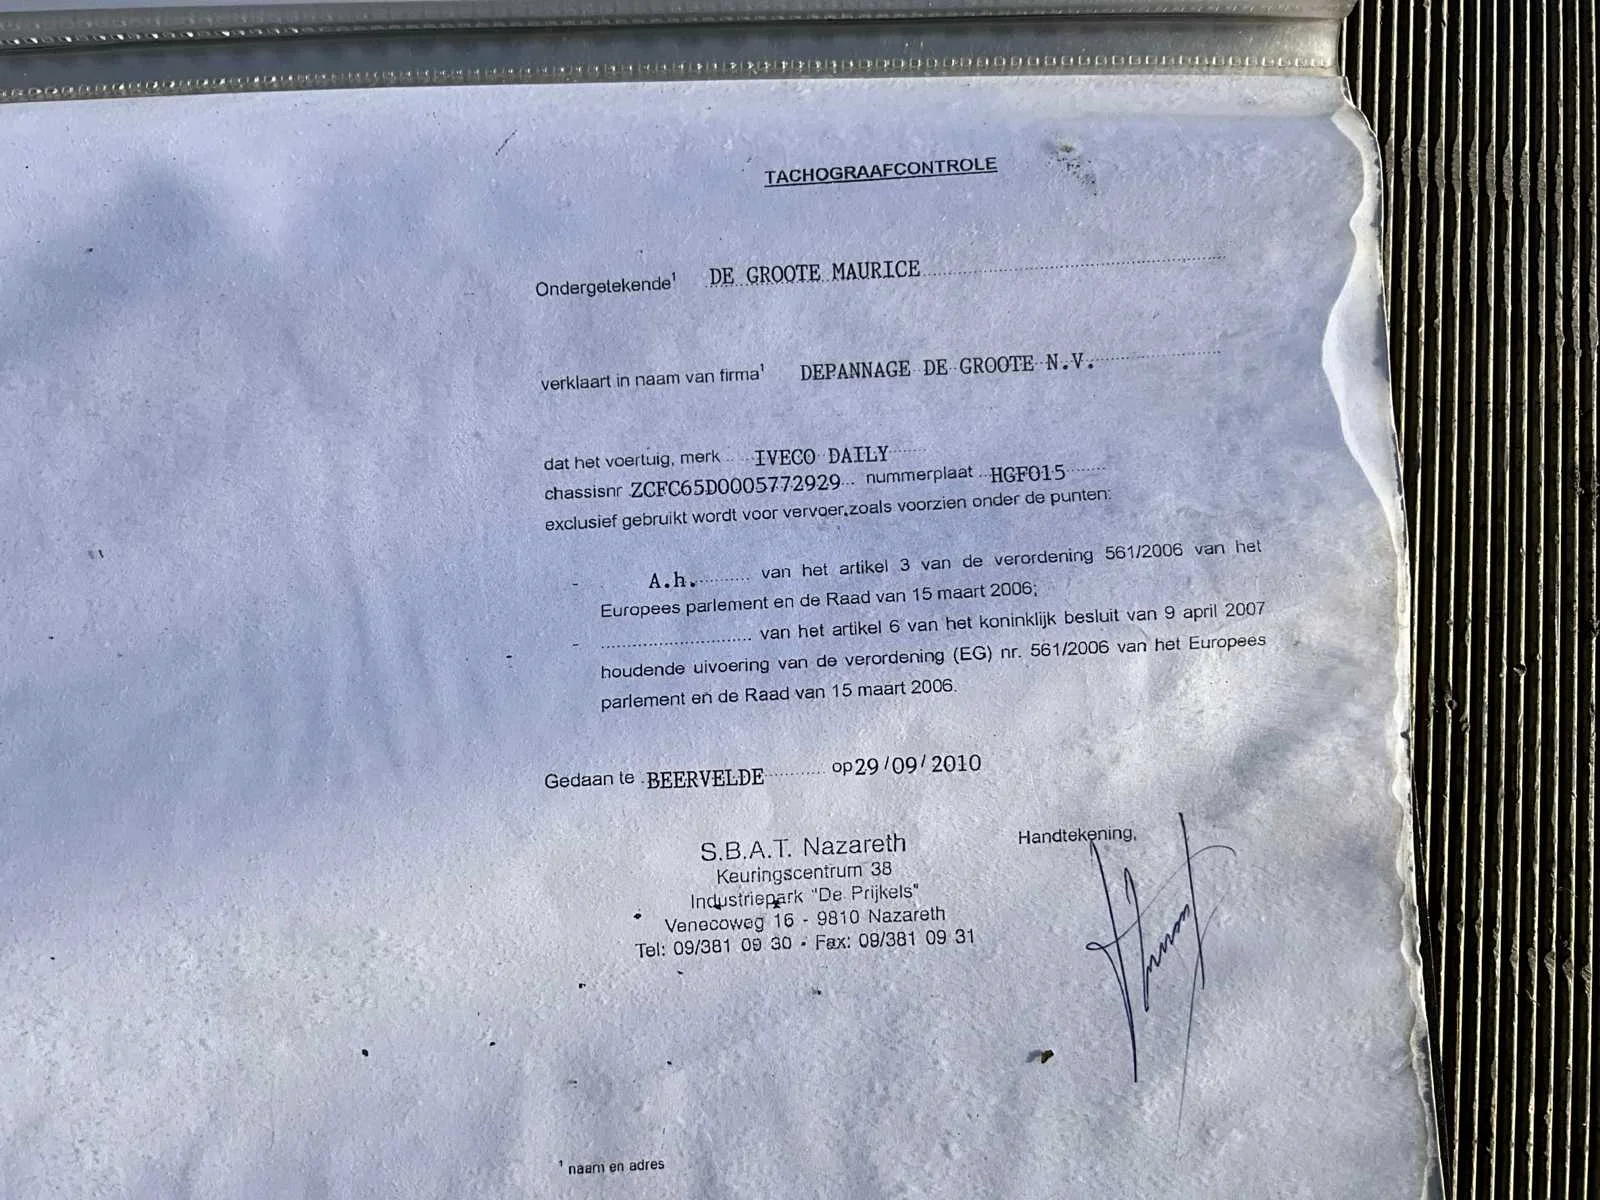 TACHOGRAAFCONTROLE
Ondergetekende¹ DE GROOTE MAURICE
verklaart in naam van firma¹ DEPANNAGE DE GROOTE N.V.
dat het voertuig, merk IVECO DAILY
chassisnr ZCFC65D0005772929 nummerplaat HGF015
exclusief gebruikt wordt voor vervoer,zoals voorzien onder de punten:
- A.h. van het artikel 3 van de verordening 561/2006 van het
Europees parlement en de Raad van 15 maart 2006;
- van het artikel 6 van het koninklijk besluit van 9 april 2007
houdende uivoering van de verordening (EG) nr. 561/2006 van het Europees
parlement en de Raad van 15 maart 2006.
Gedaan te BEERVELDE op 29/09/2010
S.B.A.T. Nazareth
Keuringscentrum 38
Industriepark "De Prijkels"
Venecoweg 16 - 9810 Nazareth
Tel: 09/381 09 30 - Fax: 09/381 09 31
Handtekening,
¹ naam en adres